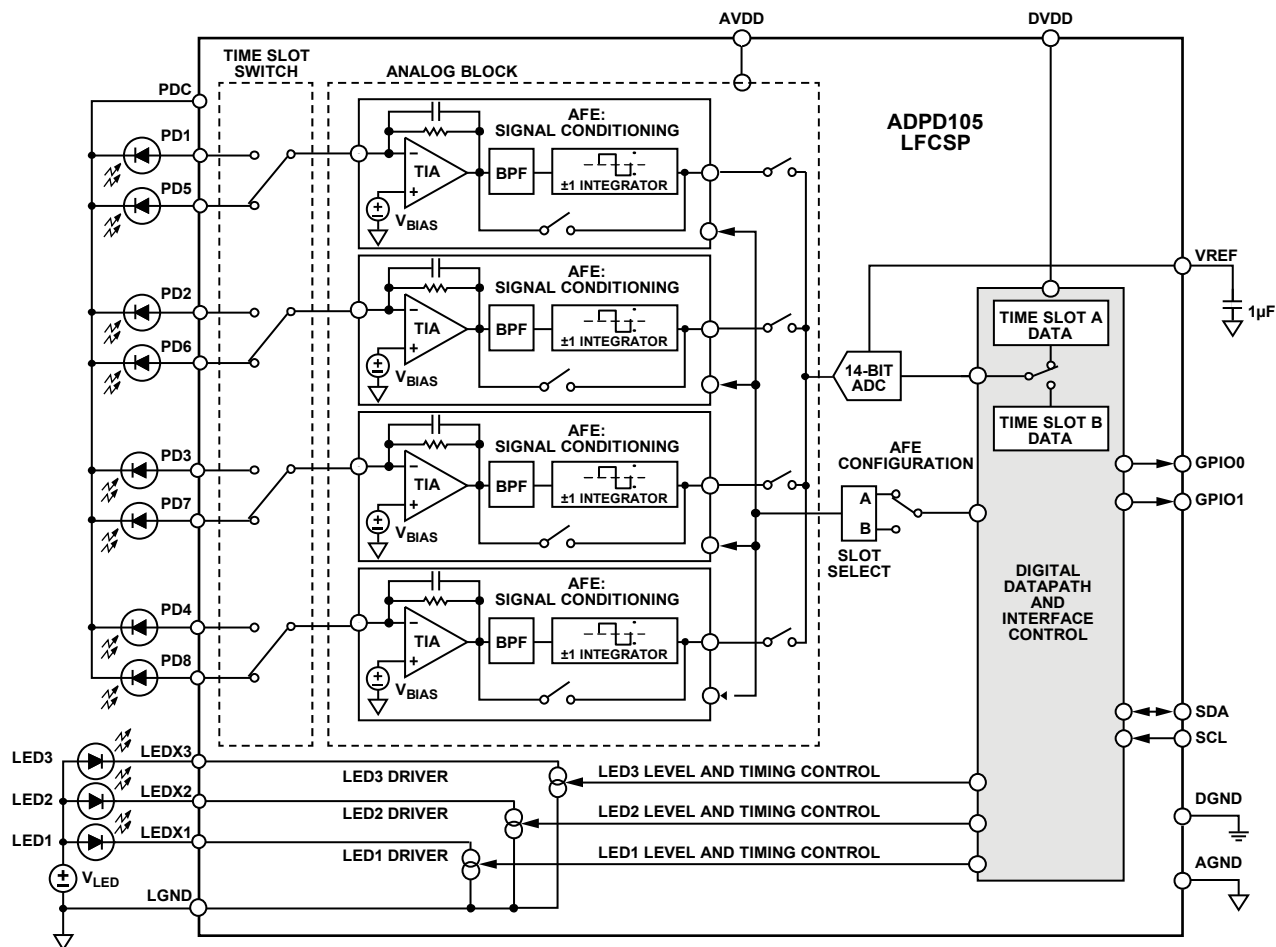 AVDD
DVDD
TIME SLOT
SWITCH
ANALOG BLOCK
PDC
ADPD105
LFCSP
AFE:
SIGNAL CONDITIONING
PD1
−
TIA
+
BPF
±1 INTEGRATOR
VBIAS
PD5
VREF
1µF
AFE:
SIGNAL CONDITIONING
PD2
−
TIA
+
BPF
±1 INTEGRATOR
VBIAS
PD6
14-BIT
ADC
TIME SLOT A
DATA
TIME SLOT B
DATA
AFE:
SIGNAL CONDITIONING
PD3
−
TIA
+
BPF
±1 INTEGRATOR
VBIAS
PD7
AFE
CONFIGURATION
A
B
SLOT
SELECT
GPIO0
GPIO1
DIGITAL
DATAPATH
AND
INTERFACE
CONTROL
AFE:
SIGNAL CONDITIONING
PD4
−
TIA
+
BPF
±1 INTEGRATOR
VBIAS
PD8
SDA
SCL
LED3
LEDX3
LED3 DRIVER
LED3 LEVEL AND TIMING CONTROL
LED2
LEDX2
LED2 DRIVER
LED2 LEVEL AND TIMING CONTROL
DGND
LED1
LEDX1
LED1 DRIVER
LED1 LEVEL AND TIMING CONTROL
AGND
VLED
LGND